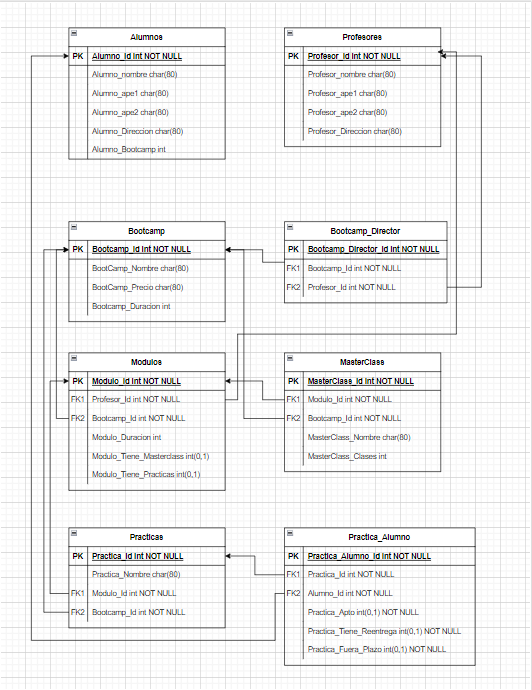 Alumnos
PK Alumno_Id int NOT NULL
Alumno_nombre char(80)
Alumno_ape1 char(80)
Alumno_ape2 char(80)
Alumno_Direccion char(80)
Alumno_Bootcamp int
Profesores
PK Profesor_Id int NOT NULL
Profesor_nombre char(80)
Profesor_ape1 char(80)
Profesor_ape2 char(80)
Profesor_Direccion char(80)
Bootcamp
PK Bootcamp_Id int NOT NULL
BootCamp_Nombre char(80)
BootCamp_Precio char(80)
Bootcamp_Duracion int
Bootcamp_Director
PK Bootcamp_Director_Id int NOT NULL
FK1 Bootcamp_Id int NOT NULL
FK2 Profesor_Id int NOT NULL
Modulos
PK Modulo_Id int NOT NULL
FK1 Profesor_Id int NOT NULL
FK2 Bootcamp_Id int NOT NULL
Modulo_Duracion int
Modulo_Tiene_Masterclass int(0,1)
Modulo_Tiene_Practicas int(0,1)
MasterClass
PK MasterClass_Id int NOT NULL
FK1 Modulo_Id int NOT NULL
FK2 Bootcamp_Id int NOT NULL
MasterClass_Nombre char(80)
MasterClass_Clases int
Practicas
PK Practica_Id int NOT NULL
Practica_Nombre char(80)
FK1 Modulo_Id int NOT NULL
FK2 Bootcamp_Id int NOT NULL
Practica_Alumno
PK Practica_Alumno_Id int NOT NULL
FK1 Practica_Id int NOT NULL
FK2 Alumno_Id int NOT NULL
Practica_Apto int(0,1) NOT NULL
Practica_Tiene_Reentrega int(0,1) NOT NULL
Practica_Fuera_Plazo int(0,1) NOT NULL